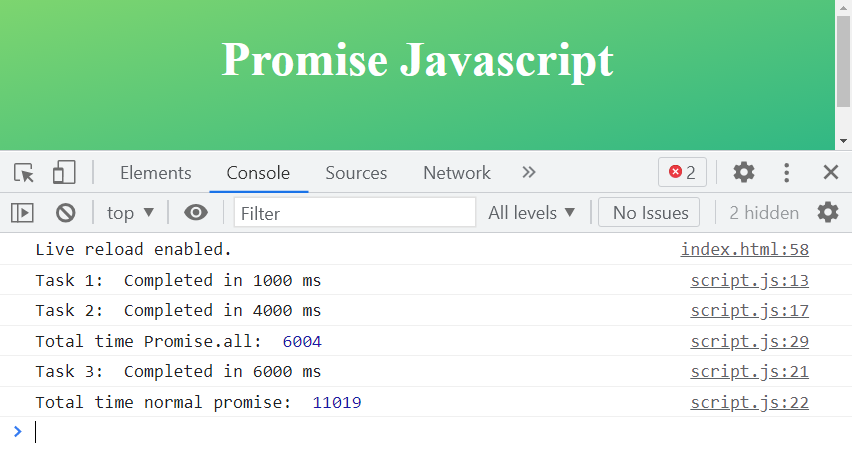 Promise Javascript
Elements Console Sources Network » 2
top ▼ Filter All levels ▼ No Issues 2 hidden
Live reload enabled. index.html:58
Task 1:  Completed in 1000 ms script.js:13
Task 2:  Completed in 4000 ms script.js:17
Total time Promise.all:  6004 script.js:29
Task 3:  Completed in 6000 ms script.js:21
Total time normal promise:  11019 script.js:22